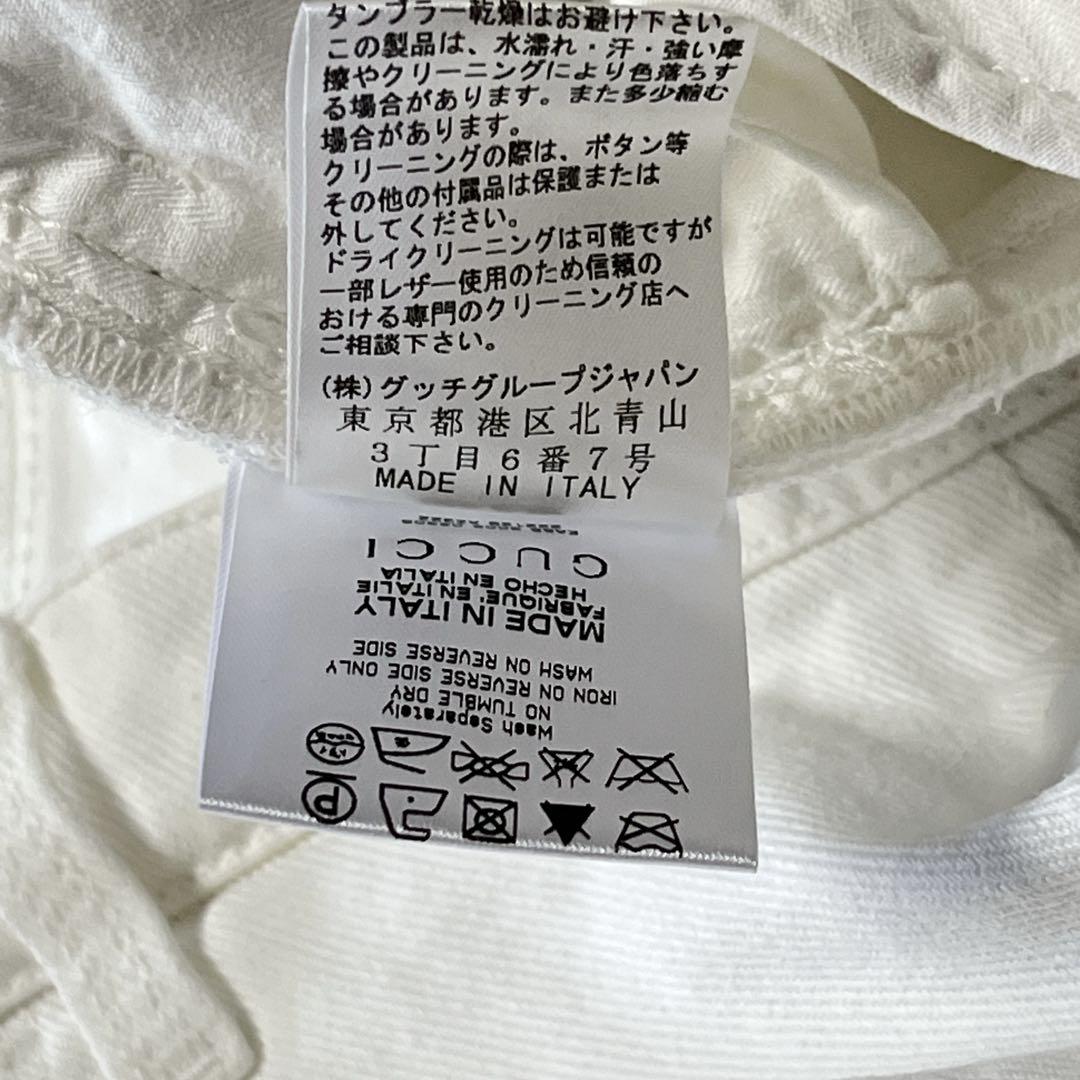 タンブラー乾燥はお避け下さい。
この製品は、水濡れ・汗・強い摩
擦やクリーニングにより色落ちす
る場合があります。また多少縮む
場合があります。
クリーニングの際は、ボタン等
その他の付属品は保護または
外してください。
ドライクリーニングは可能ですが
一部レザー使用のため信頼の
おける専門のクリーニング店へ
ご相談下さい。
(株)グッチグループジャパン
東京都港区北青山
3丁目6番7号
MADE IN ITALY
GUCCI
HECHO EN ITALIA
FABRIQUE' EN ITALIE
MADE IN ITALY
WASH ON REVERSE SIDE
IRON ON REVERSE SIDE ONLY
NO TUMBLE DRY
Wash Separately
P